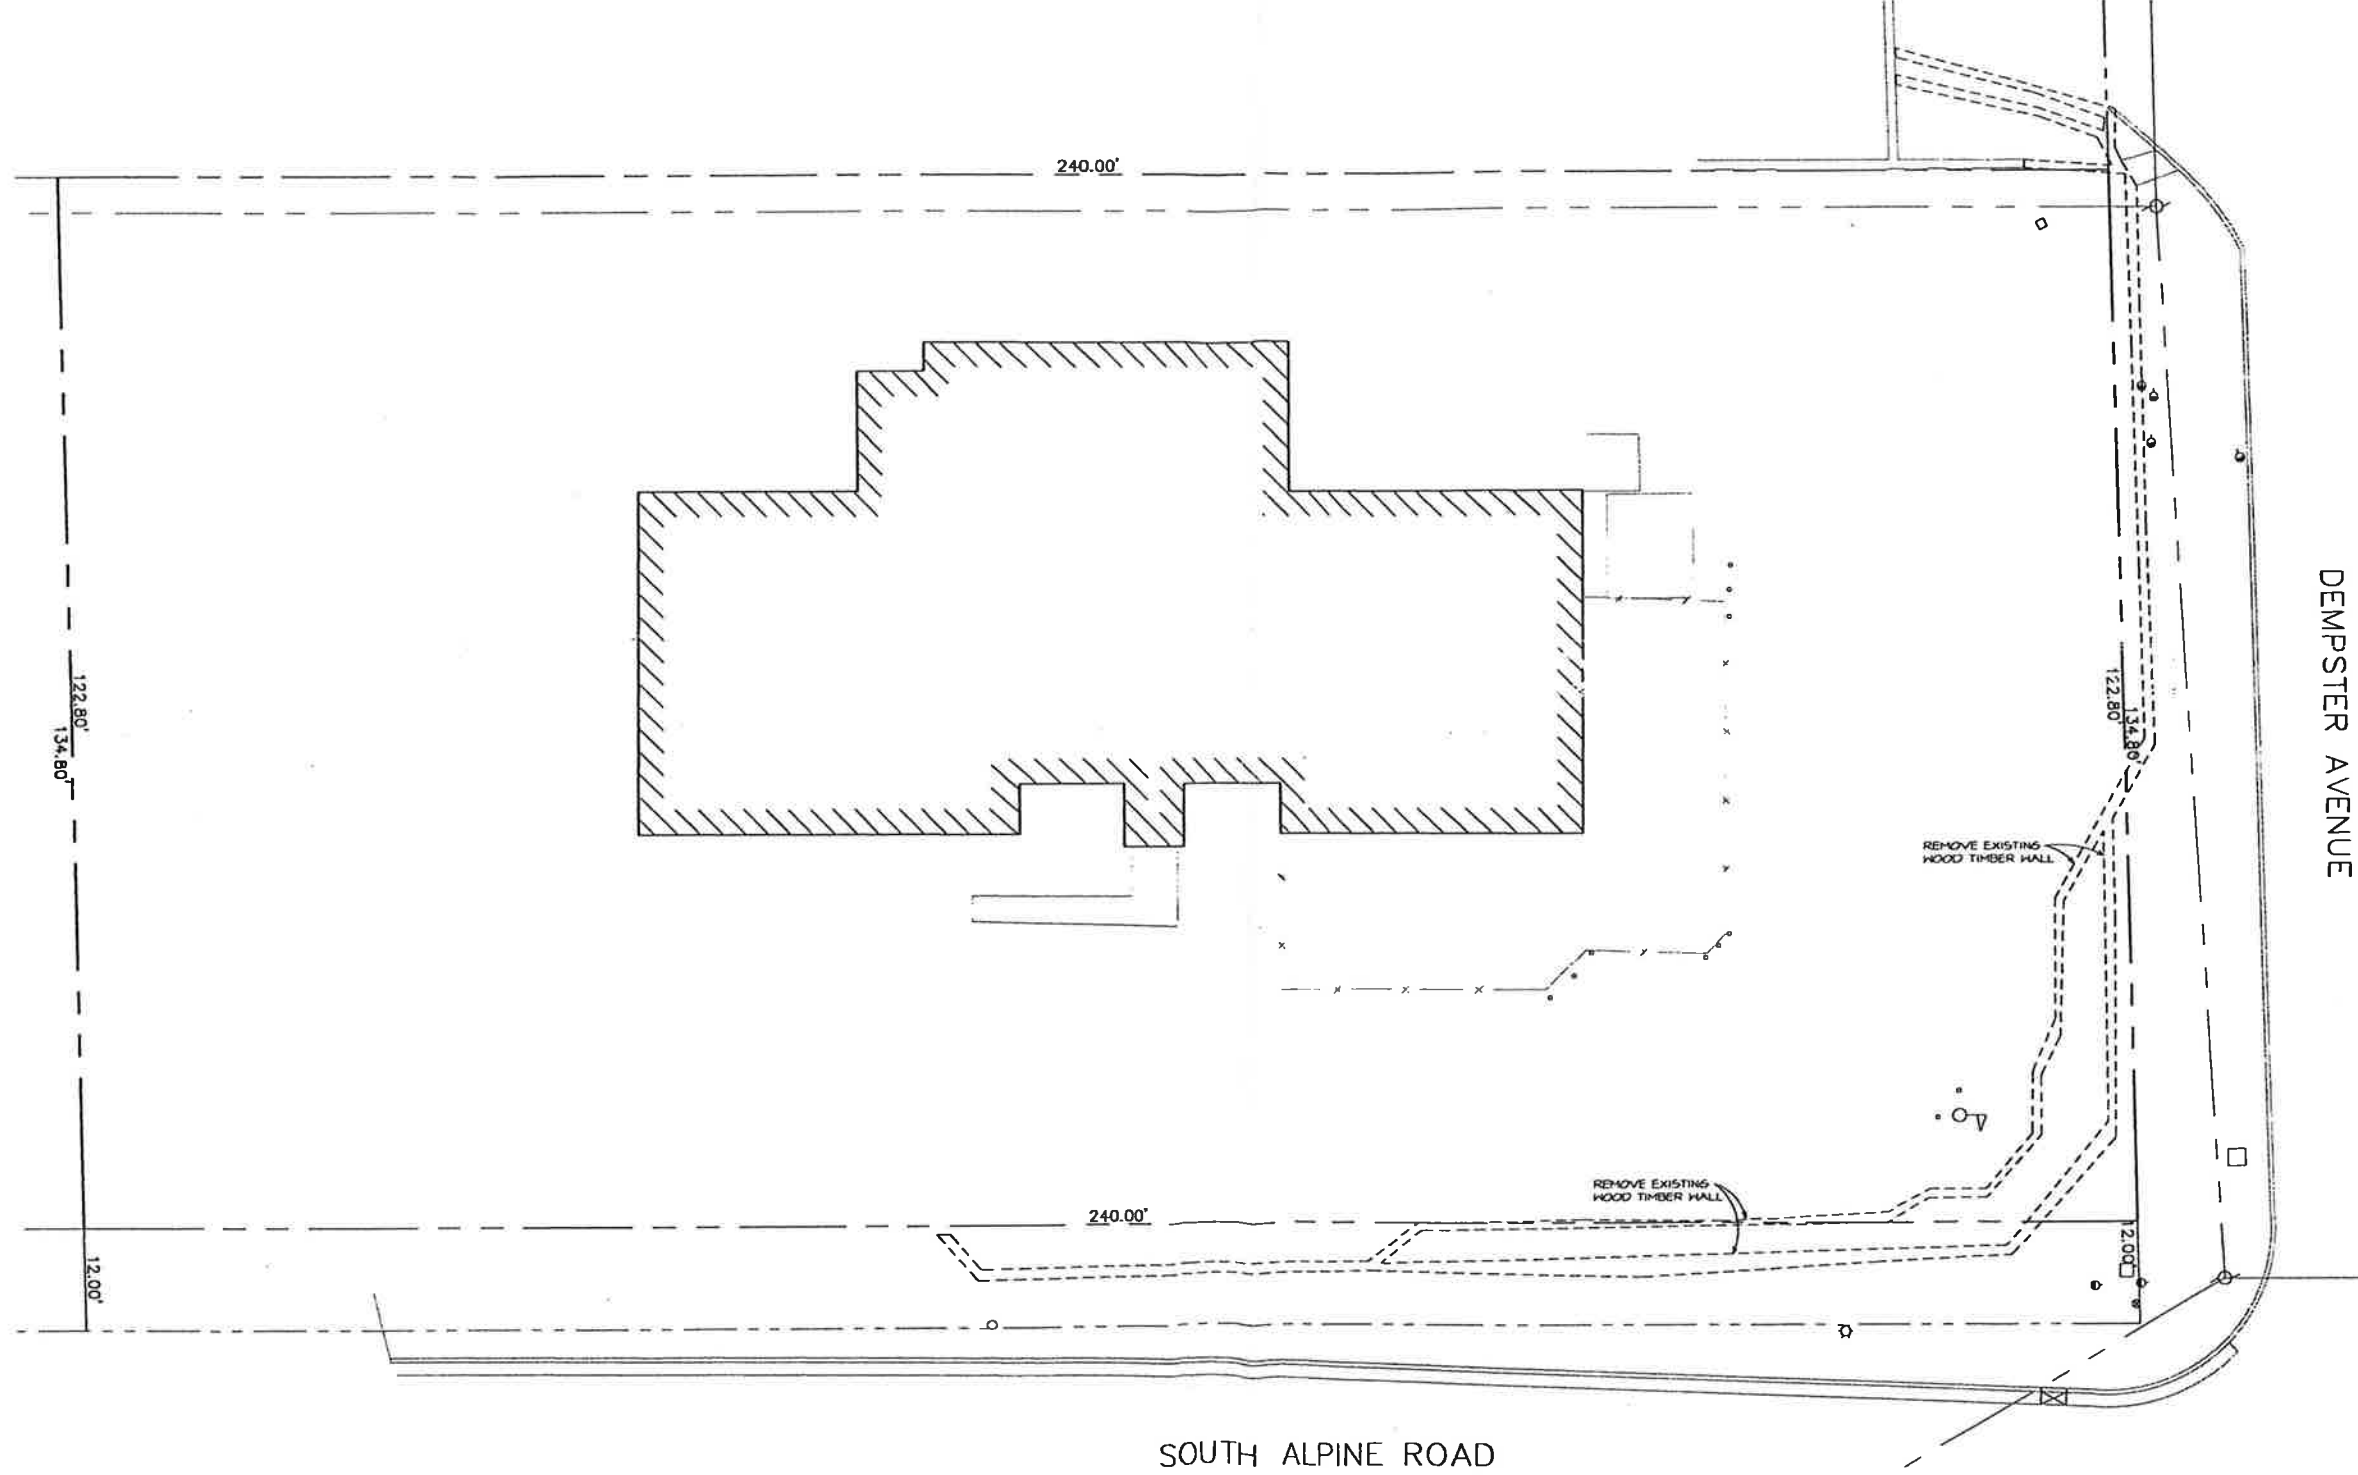 240.00'
122.80'
134.80'
122.80'
134.80'
DEMPSTER AVENUE
REMOVE EXISTING
WOOD TIMBER WALL
REMOVE EXISTING
WOOD TIMBER WALL
240.00'
12.00'
12.00'
SOUTH ALPINE ROAD